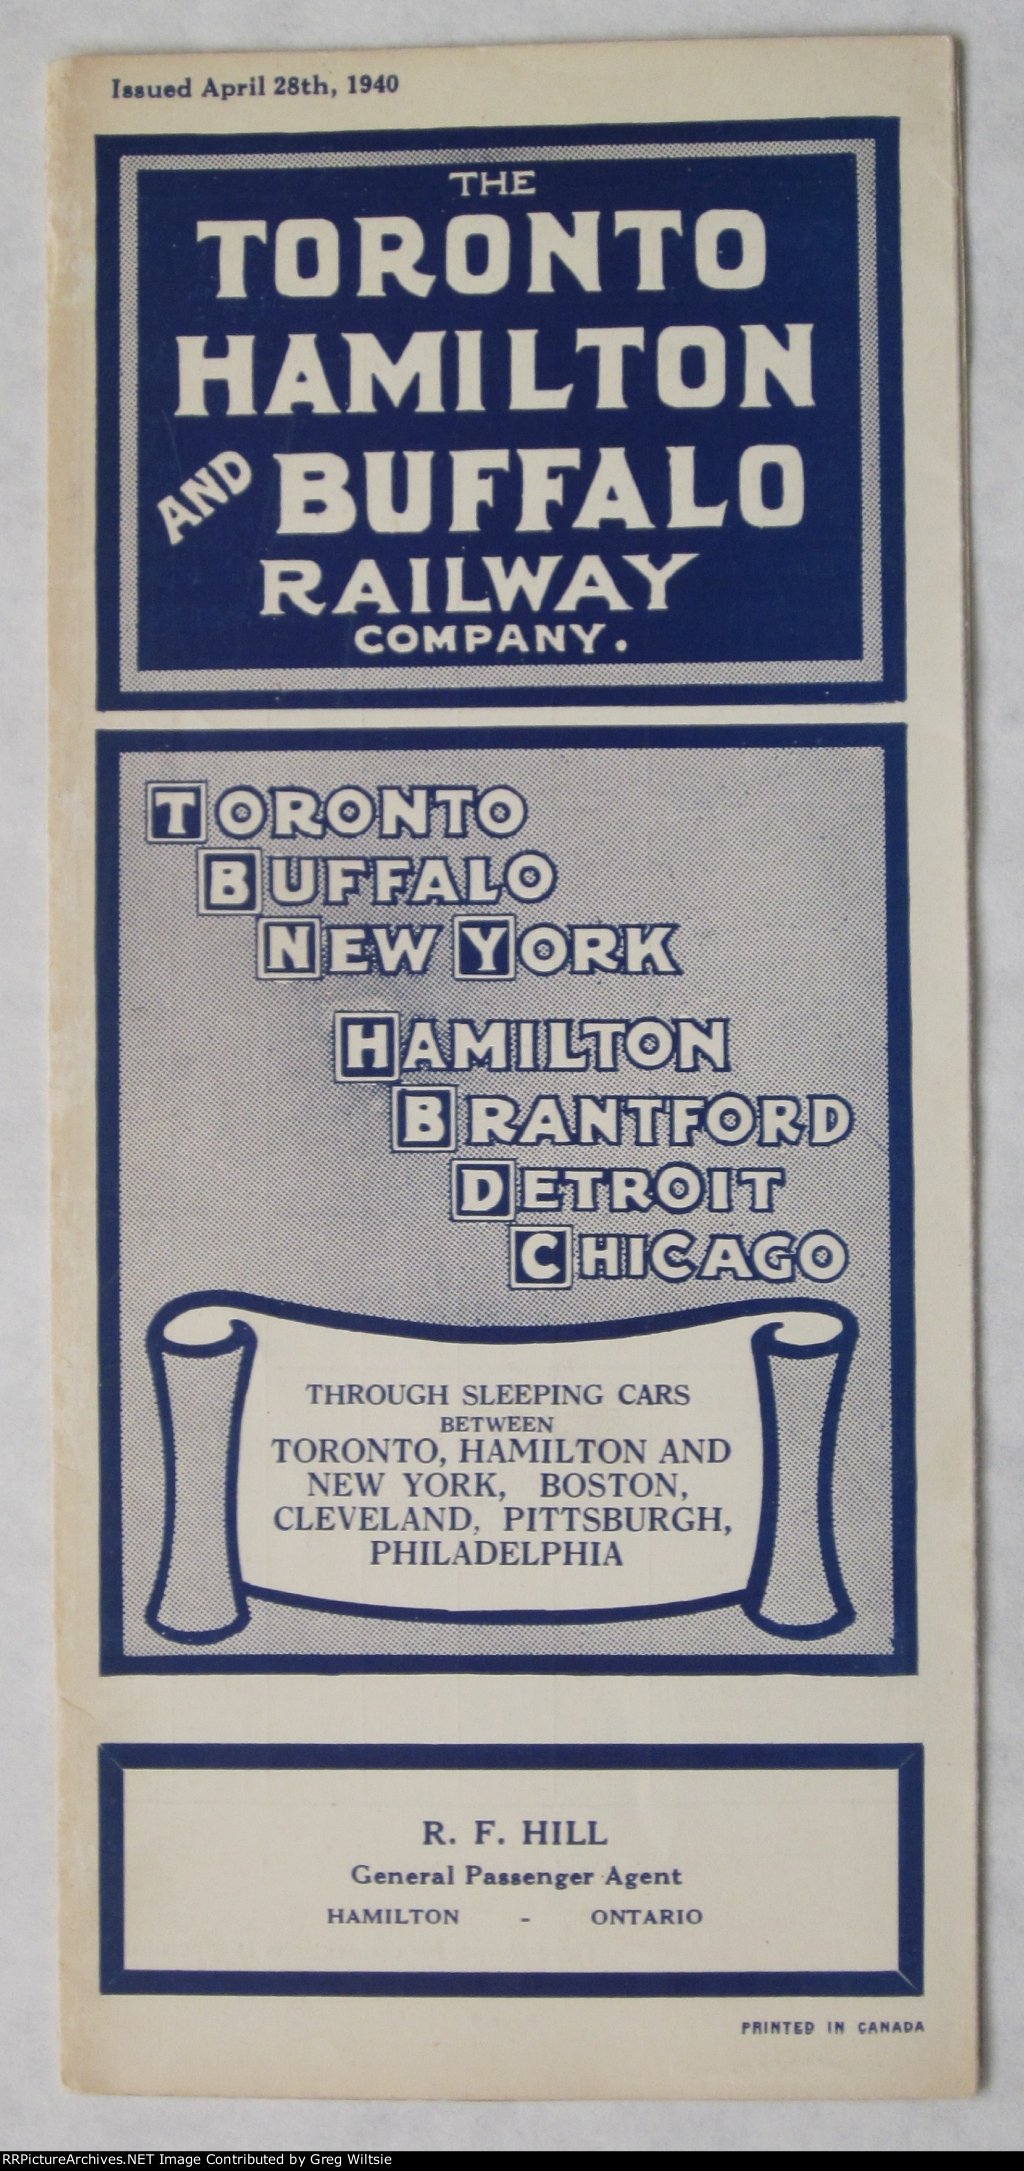 Issued April 28th, 1940
THE
TORONTO
HAMILTON
AND BUFFALO
RAILWAY
COMPANY.
TORONTO
BUFFALO
NEW YORK
HAMILTON
BRANTFORD
DETROIT
CHICAGO
THROUGH SLEEPING CARS
BETWEEN
TORONTO, HAMILTON AND
NEW YORK, BOSTON,
CLEVELAND, PITTSBURGH,
PHILADELPHIA
R. F. HILL
General Passenger Agent
HAMILTON - ONTARIO
PRINTED IN CANADA
RRPictureArchives.NET Image Contributed by Greg Wiltsie